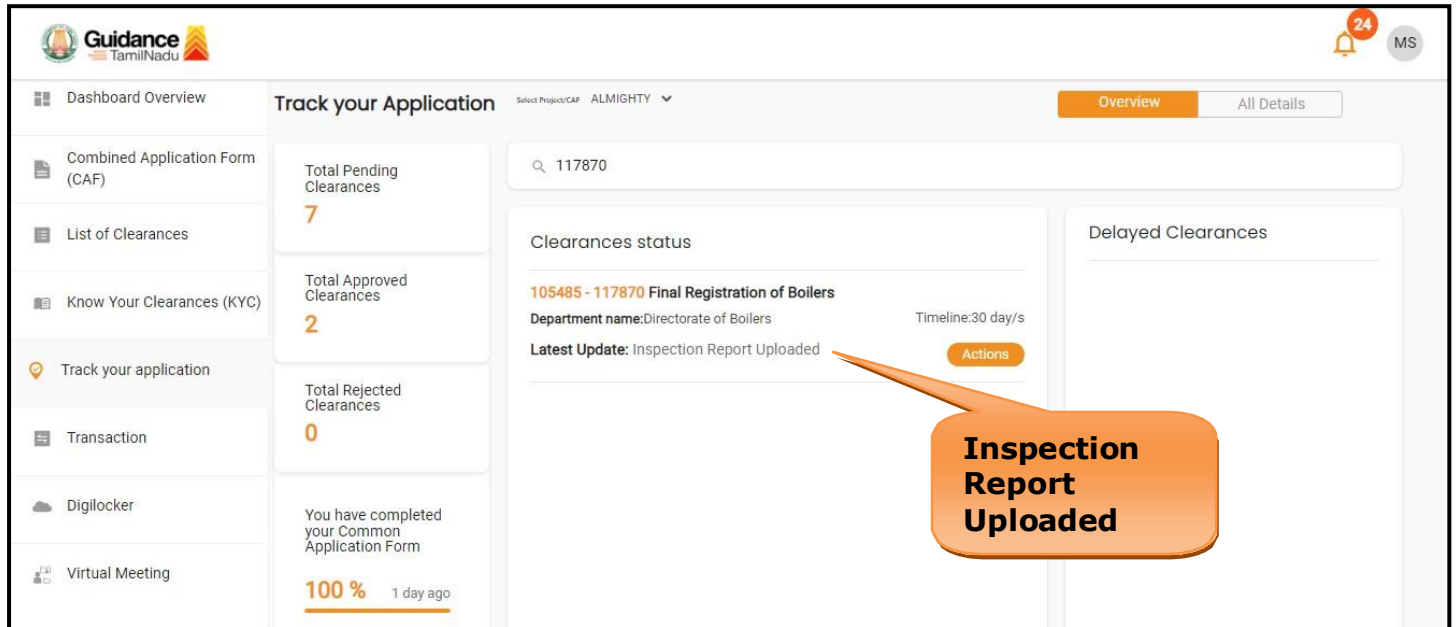 Guidance
TamilNadu
24
MS
Dashboard Overview
Combined Application Form
(CAF)
List of Clearances
Know Your Clearances (KYC)
Track your application
Transaction
Digilocker
Virtual Meeting
Track your Application
Select Project/CAF ALMIGHTY
Overview
All Details
Total Pending
Clearances
7
Total Approved
Clearances
2
Total Rejected
Clearances
0
You have completed
your Common
Application Form
100 % 1 day ago
117870
Clearances status
105485 - 117870 Final Registration of Boilers
Department name:Directorate of Boilers Timeline:30 day/s
Latest Update: Inspection Report Uploaded
Actions
Delayed Clearances
Inspection
Report
Uploaded